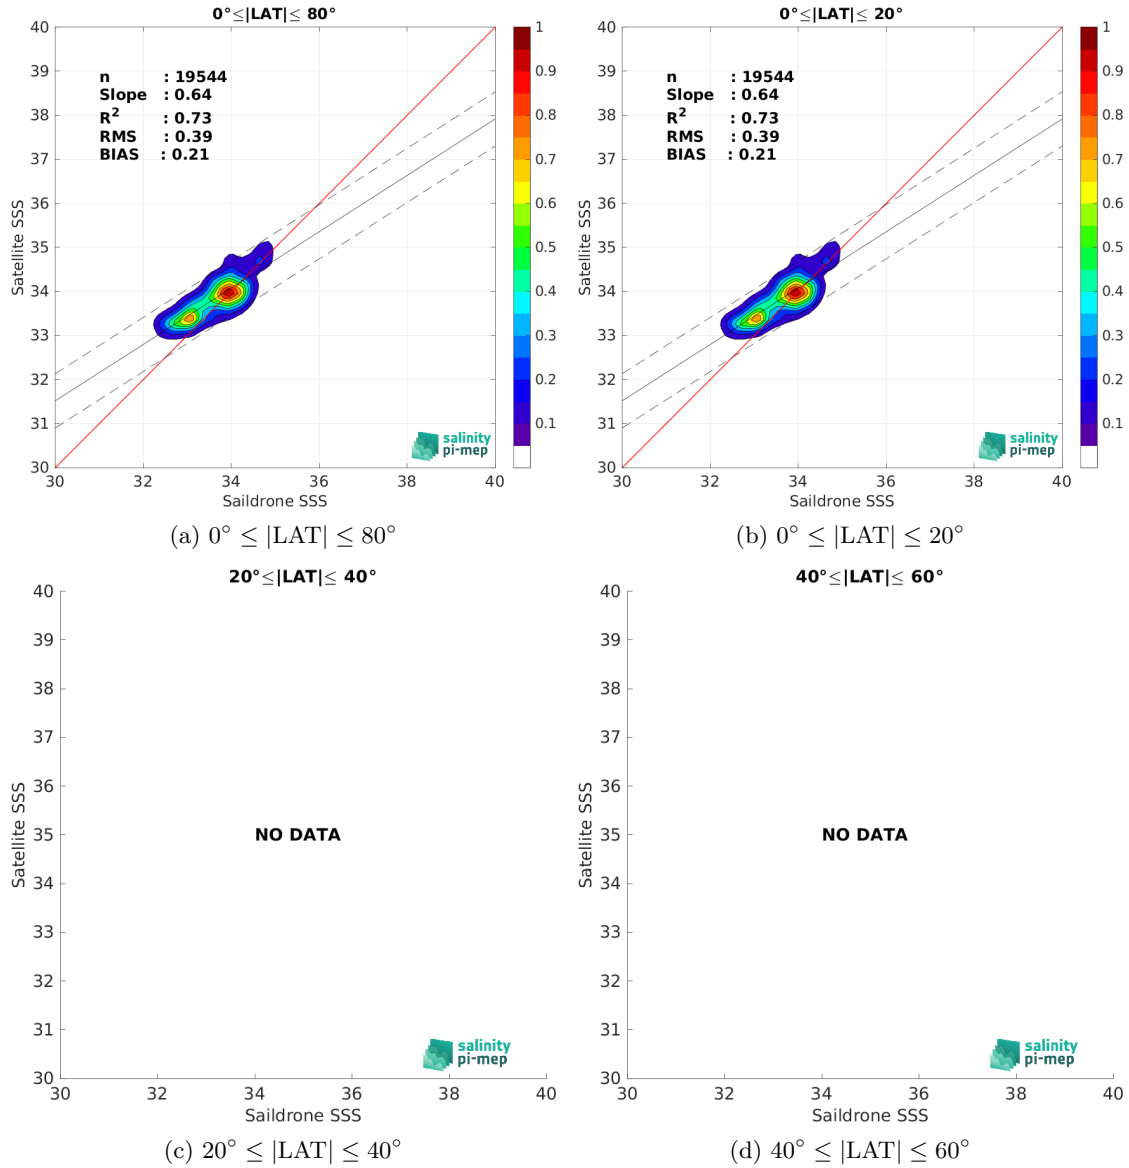 0°≤|LAT|≤ 80°
40
39
38
37
36
35
34
33
32
31
30
Satellite SSS
n : 19544
Slope : 0.64
R² : 0.73
RMS : 0.39
BIAS : 0.21
salinity
pi-mep
30 32 34 36 38 40
Saildrone SSS
1
0.9
0.8
0.7
0.6
0.5
0.4
0.3
0.2
0.1
(a) 0° ≤ |LAT| ≤ 80°
0°≤|LAT|≤ 20°
40
39
38
37
36
35
34
33
32
31
30
Satellite SSS
n : 19544
Slope : 0.64
R² : 0.73
RMS : 0.39
BIAS : 0.21
salinity
pi-mep
30 32 34 36 38 40
Saildrone SSS
1
0.9
0.8
0.7
0.6
0.5
0.4
0.3
0.2
0.1
(b) 0° ≤ |LAT| ≤ 20°
20°≤|LAT|≤ 40°
40
39
38
37
36
35
34
33
32
31
30
Satellite SSS
NO DATA
salinity
pi-mep
30 32 34 36 38 40
Saildrone SSS
(c) 20° ≤ |LAT| ≤ 40°
40°≤|LAT|≤ 60°
40
39
38
37
36
35
34
33
32
31
30
Satellite SSS
NO DATA
salinity
pi-mep
30 32 34 36 38 40
Saildrone SSS
(d) 40° ≤ |LAT| ≤ 60°